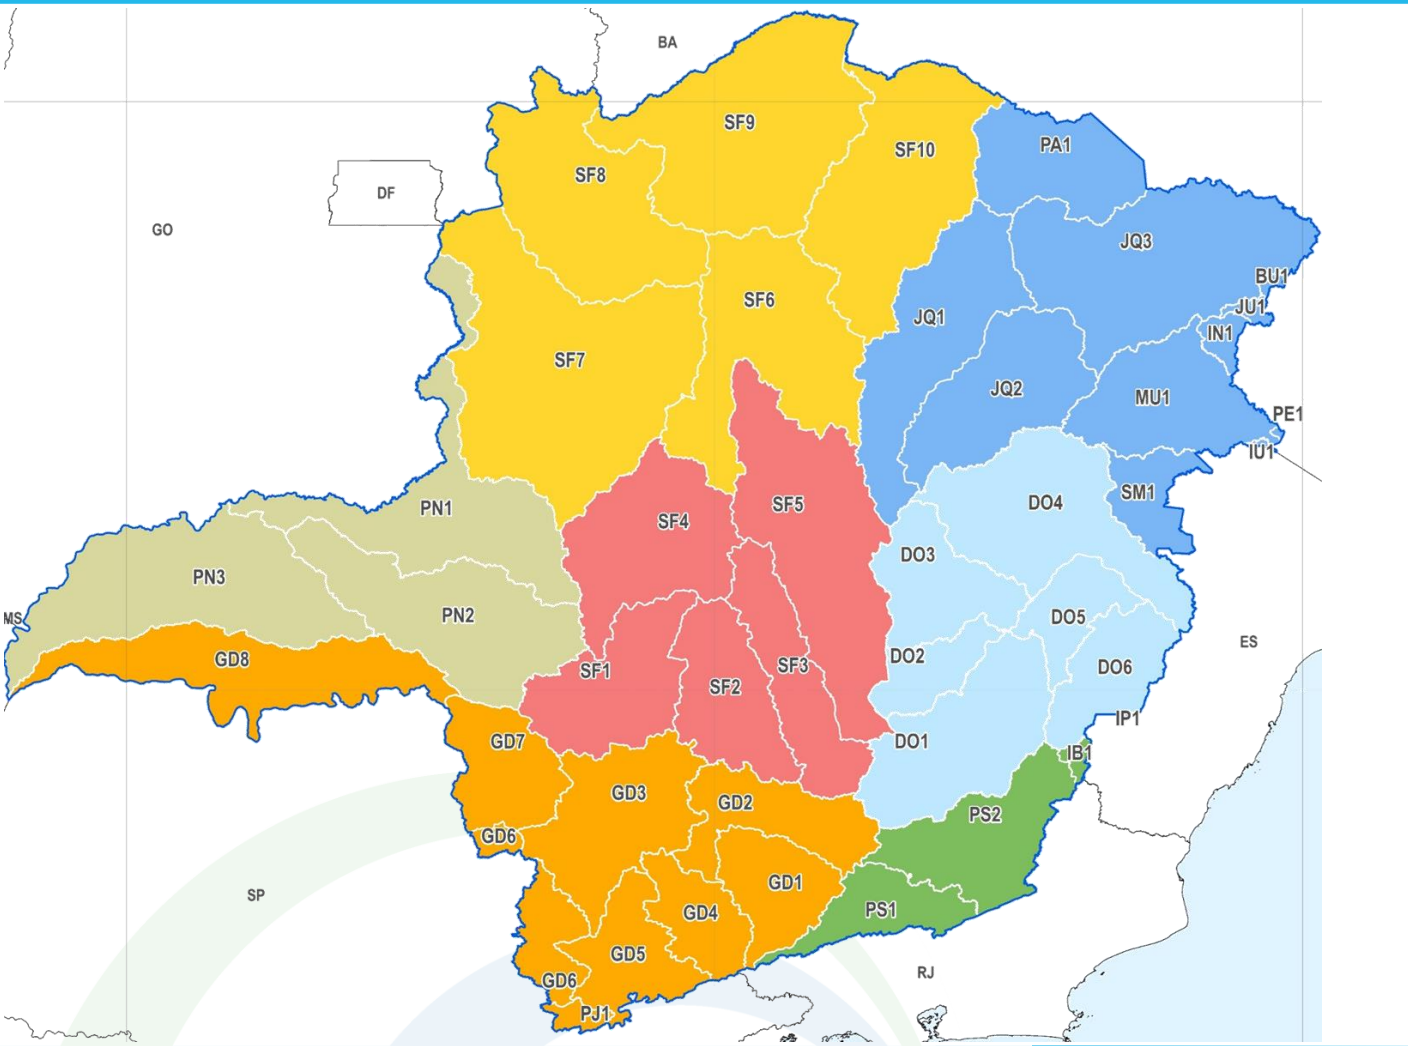 BA
SF9
PA1
SF10
SF8
DF
GO
JQ3
BU1
SF6
JU1
JQ1
IN1
SF7
JQ2
MU1
PE1
IU1
SM1
DO4
SF5
PN1
SF4
DO3
PN3
PN2
MS
DO5
ES
DO2
GD8
SF3
DO6
SF1
SF2
IP1
GD7
DO1
IB1
GD3
GD2
PS2
GD6
GD1
SP
PS1
GD4
GD5
RJ
GD6
PJ1